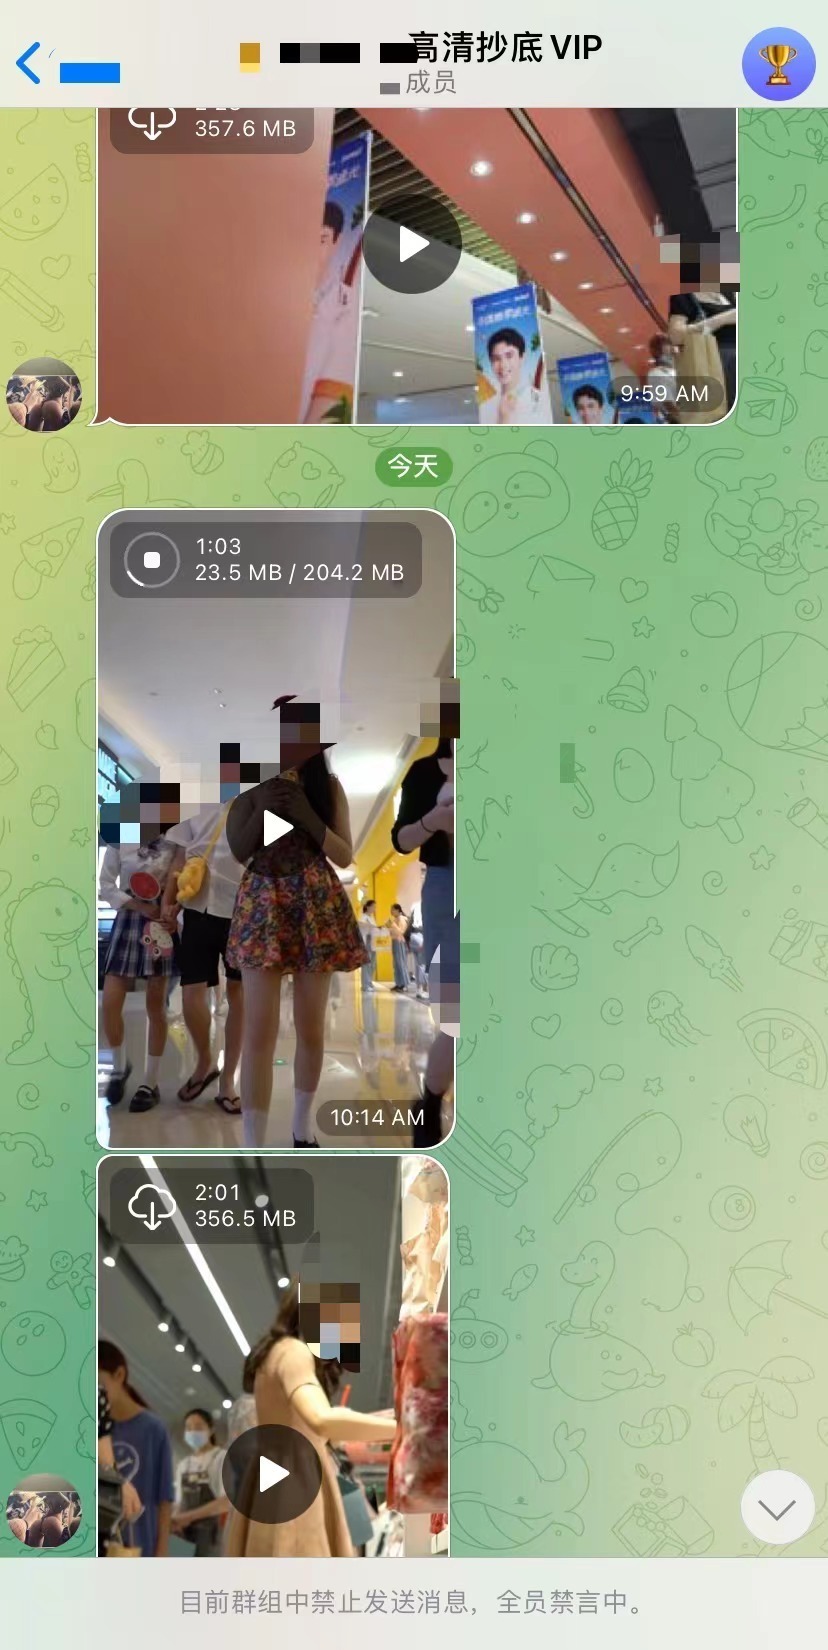 高清抄底 VIP
成员
357.6 MB
9:59 AM
今天
1:03
23.5 MB / 204.2 MB
10:14 AM
2:01
356.5 MB
目前群组中禁止发送消息，全员禁言中。